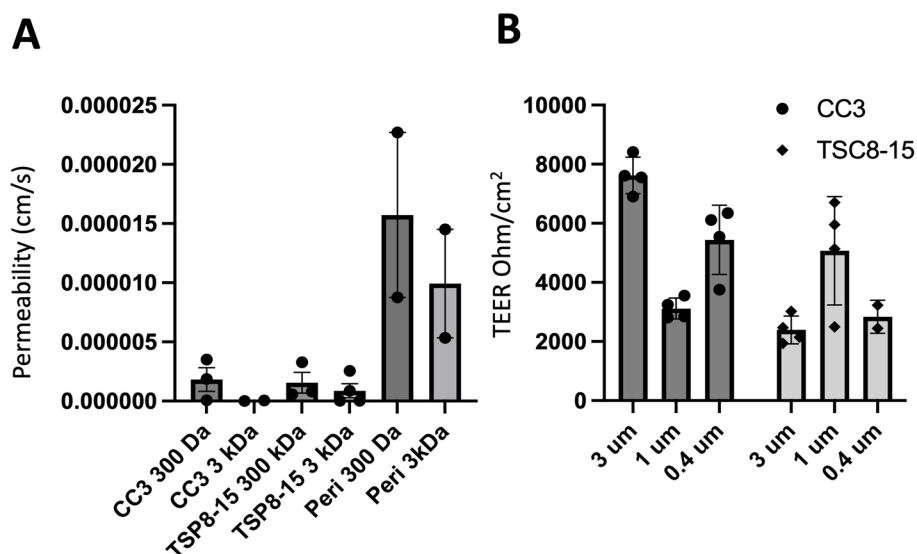 A
Permeability (cm/s)
0.000025
0.000020
0.000015
0.000010
0.000005
0.000000
CC3 300 Da
CC3 3 kDa
TSP8-15 300 kDa
TSP8-15 3 kDa
Peri 300 Da
Peri 3kDa
B
TEER Ohm/cm²
10000
8000
6000
4000
2000
0
3 um
1 um
0.4 um
3 um
1 um
0.4 um
CC3
TSC8-15